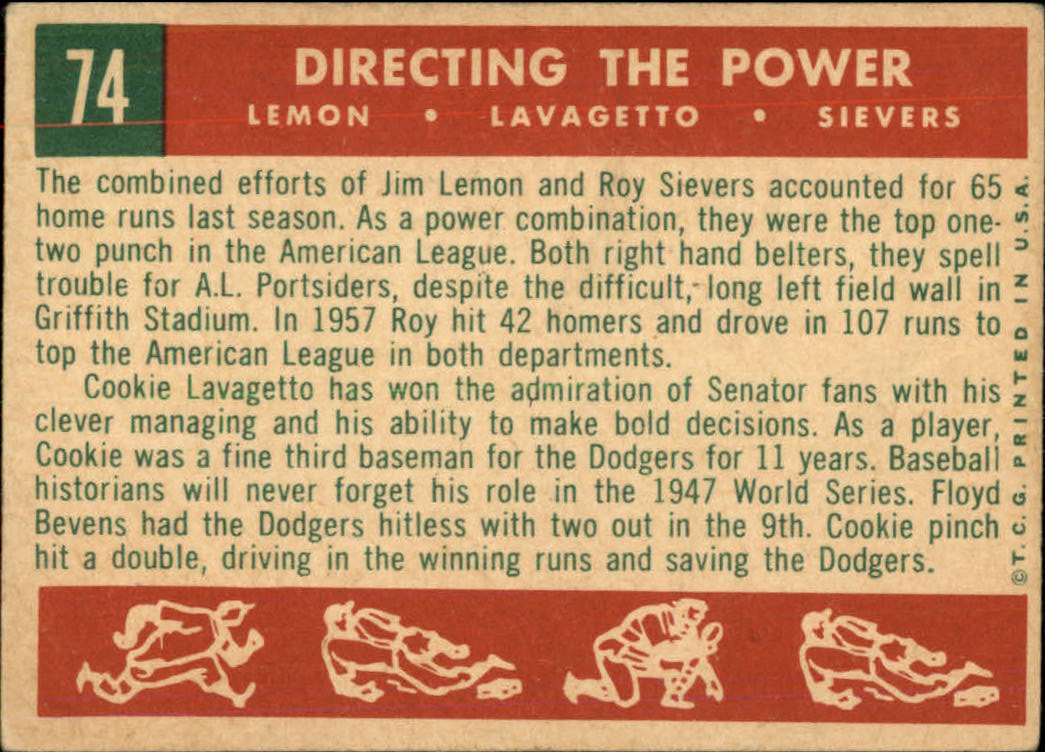 74
DIRECTING THE POWER
LEMON • LAVAGETTO • SIEVERS
The combined efforts of Jim Lemon and Roy Sievers accounted for 65
home runs last season. As a power combination, they were the top one-
two punch in the American League. Both right hand belters, they spell
trouble for A.L. Portsiders, despite the difficult, long left field wall in
Griffith Stadium. In 1957 Roy hit 42 homers and drove in 107 runs to
top the American League in both departments.
Cookie Lavagetto has won the admiration of Senator fans with his
clever managing and his ability to make bold decisions. As a player,
Cookie was a fine third baseman for the Dodgers for 11 years. Baseball
historians will never forget his role in the 1947 World Series. Floyd
Bevens had the Dodgers hitless with two out in the 9th. Cookie pinch
hit a double, driving in the winning runs and saving the Dodgers.
©T. C. G. PRINTED IN U.S.A.